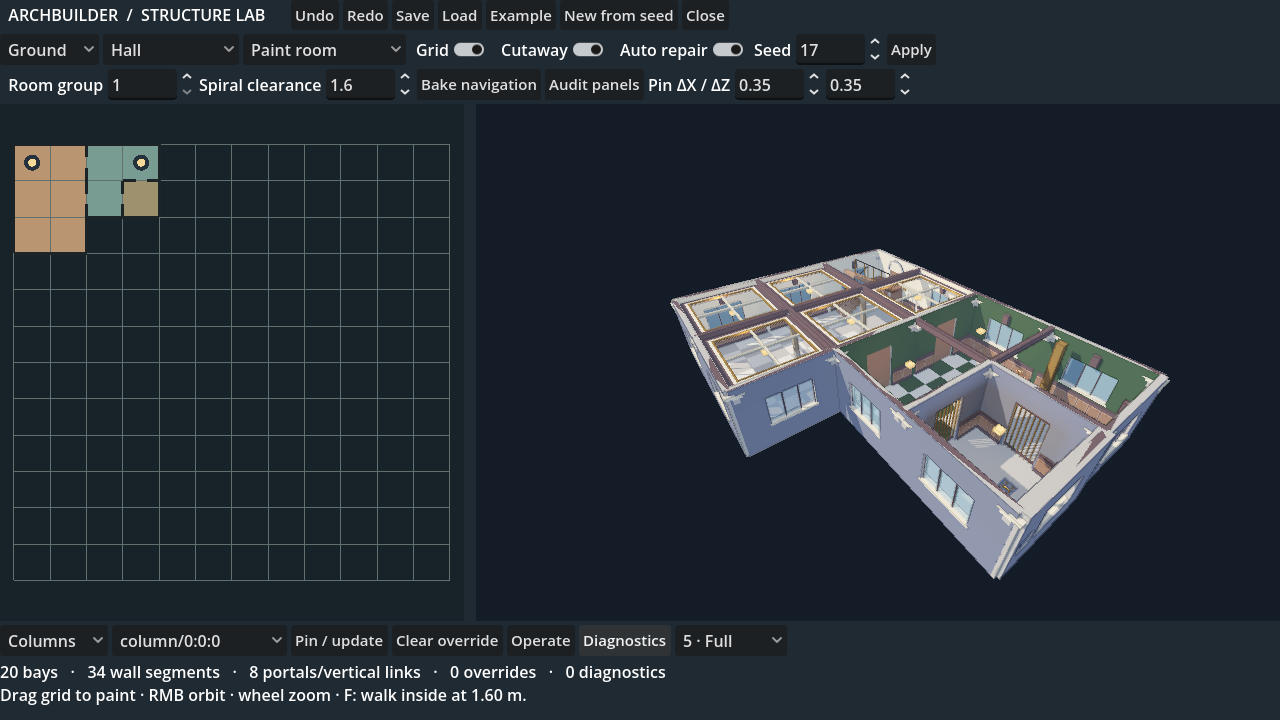 ARCHBUILDER / STRUCTURE LAB Undo Redo Save Load Example New from seed Close
Ground Hall Paint room Grid Cutaway Auto repair Seed 17 Apply
Room group 1 Spiral clearance 1.6 Bake navigation Audit panels Pin ΔX / ΔZ 0.35 0.35
Columns column/0:0:0 Pin / update Clear override Operate Diagnostics 5 · Full
20 bays · 34 wall segments · 8 portals/vertical links · 0 overrides · 0 diagnostics
Drag grid to paint · RMB orbit · wheel zoom · F: walk inside at 1.60 m.